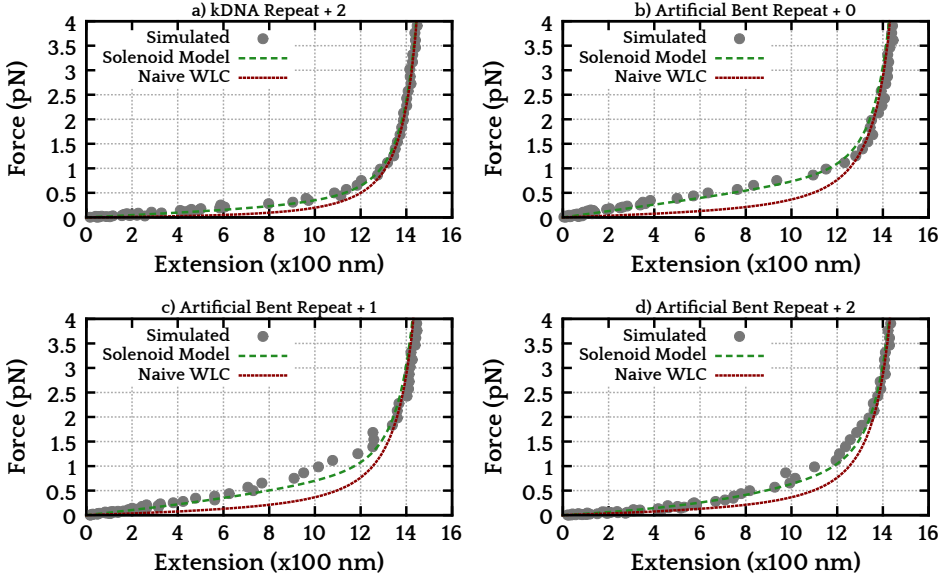 a) kDNA Repeat + 2
4
3.5
3
2.5
2
1.5
1
0.5
0
Force (pN)
Simulated
Solenoid Model
Naive WLC
0 2 4 6 8 10 12 14 16
Extension (x100 nm)
b) Artificial Bent Repeat + 0
4
3.5
3
2.5
2
1.5
1
0.5
0
Force (pN)
Simulated
Solenoid Model
Naive WLC
0 2 4 6 8 10 12 14 16
Extension (x100 nm)
c) Artificial Bent Repeat + 1
4
3.5
3
2.5
2
1.5
1
0.5
0
Force (pN)
Simulated
Solenoid Model
Naive WLC
0 2 4 6 8 10 12 14 16
Extension (x100 nm)
d) Artificial Bent Repeat + 2
4
3.5
3
2.5
2
1.5
1
0.5
0
Force (pN)
Simulated
Solenoid Model
Naive WLC
0 2 4 6 8 10 12 14 16
Extension (x100 nm)